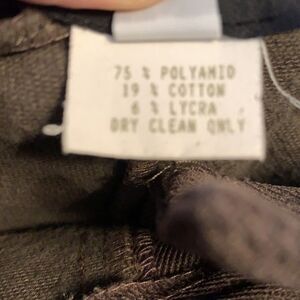 75 % POLYAMID
19 % COTTON
6 % LYCRA
DRY CLEAN ONLY